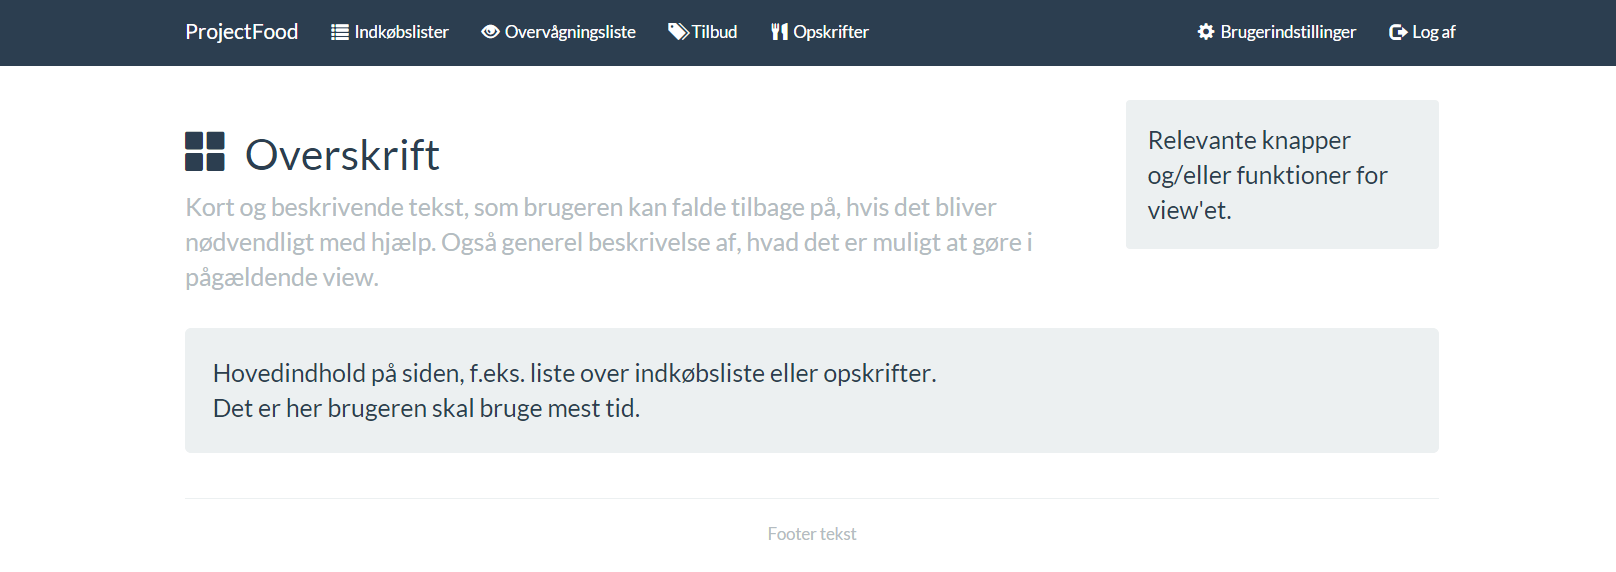 ProjectFood Indkøbslister Overvågningsliste Tilbud Opskrifter Brugerindstillinger Log af
Overskrift
Kort og beskrivende tekst, som brugeren kan falde tilbage på, hvis det bliver
nødvendligt med hjælp. Også generel beskrivelse af, hvad det er muligt at gøre i
pågældende view.
Relevante knapper
og/eller funktioner for
view'et.
Hovedindhold på siden, f.eks. liste over indkøbsliste eller opskrifter.
Det er her brugeren skal bruge mest tid.
Footer tekst